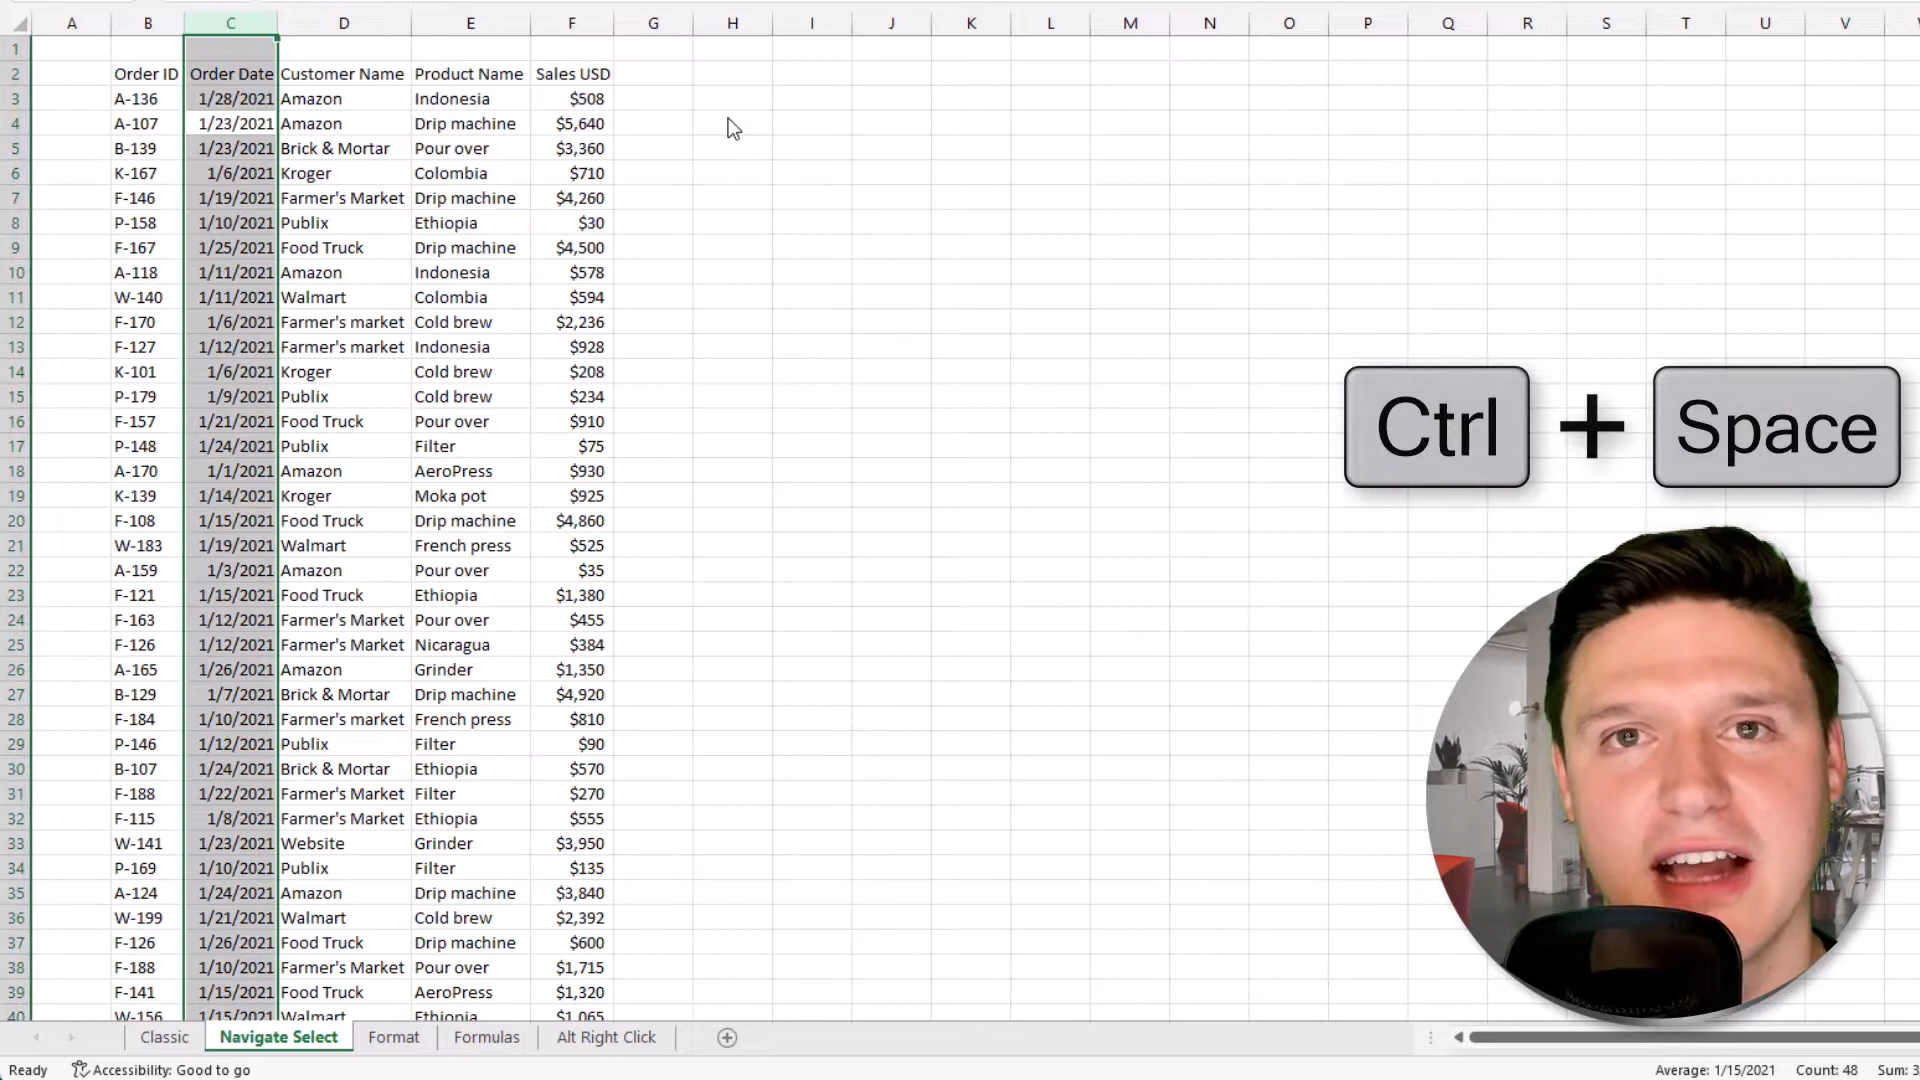 A B C D E F G H I J K L M N O P Q R S T U V
1
2 Order ID Order Date Customer Name Product Name Sales USD
3 A-136 1/28/2021 Amazon Indonesia $508
4 A-107 1/23/2021 Amazon Drip machine $5,640
5 B-139 1/23/2021 Brick & Mortar Pour over $3,360
6 K-167 1/6/2021 Kroger Colombia $710
7 F-146 1/19/2021 Farmer's Market Drip machine $4,260
8 P-158 1/10/2021 Publix Ethiopia $30
9 F-167 1/25/2021 Food Truck Drip machine $4,500
10 A-118 1/11/2021 Amazon Indonesia $578
11 W-140 1/11/2021 Walmart Colombia $594
12 F-170 1/6/2021 Farmer's market Cold brew $2,236
13 F-127 1/12/2021 Farmer's market Indonesia $928
14 K-101 1/6/2021 Kroger Cold brew $208
15 P-179 1/9/2021 Publix Cold brew $234
16 F-157 1/21/2021 Food Truck Pour over $910
Ctrl + Space
17 P-148 1/24/2021 Publix Filter $75
18 A-170 1/1/2021 Amazon AeroPress $930
19 K-139 1/14/2021 Kroger Moka pot $925
20 F-108 1/15/2021 Food Truck Drip machine $4,860
21 W-183 1/19/2021 Walmart French press $525
22 A-159 1/3/2021 Amazon Pour over $35
23 F-121 1/15/2021 Food Truck Ethiopia $1,380
24 F-163 1/12/2021 Farmer's Market Pour over $455
25 F-126 1/12/2021 Farmer's Market Nicaragua $384
26 A-165 1/26/2021 Amazon Grinder $1,350
27 B-129 1/7/2021 Brick & Mortar Drip machine $4,920
28 F-184 1/10/2021 Farmer's market French press $810
29 P-146 1/12/2021 Publix Filter $90
30 B-107 1/24/2021 Brick & Mortar Ethiopia $570
31 F-188 1/22/2021 Farmer's Market Filter $270
32 F-115 1/8/2021 Farmer's Market Ethiopia $555
33 W-141 1/23/2021 Website Grinder $3,950
34 P-169 1/10/2021 Publix Filter $135
35 A-124 1/24/2021 Amazon Drip machine $3,840
36 W-199 1/21/2021 Walmart Cold brew $2,392
37 F-126 1/26/2021 Food Truck Drip machine $600
38 F-188 1/10/2021 Farmer's Market Pour over $1,715
39 F-141 1/15/2021 Food Truck AeroPress $1,320
40 W-156 1/15/2021 Walmart Ethiopia $1,065
Classic Navigate Select Format Formulas Alt Right Click
Ready Accessibility: Good to go Average: 1/15/2021 Count: 48 Sum: 3